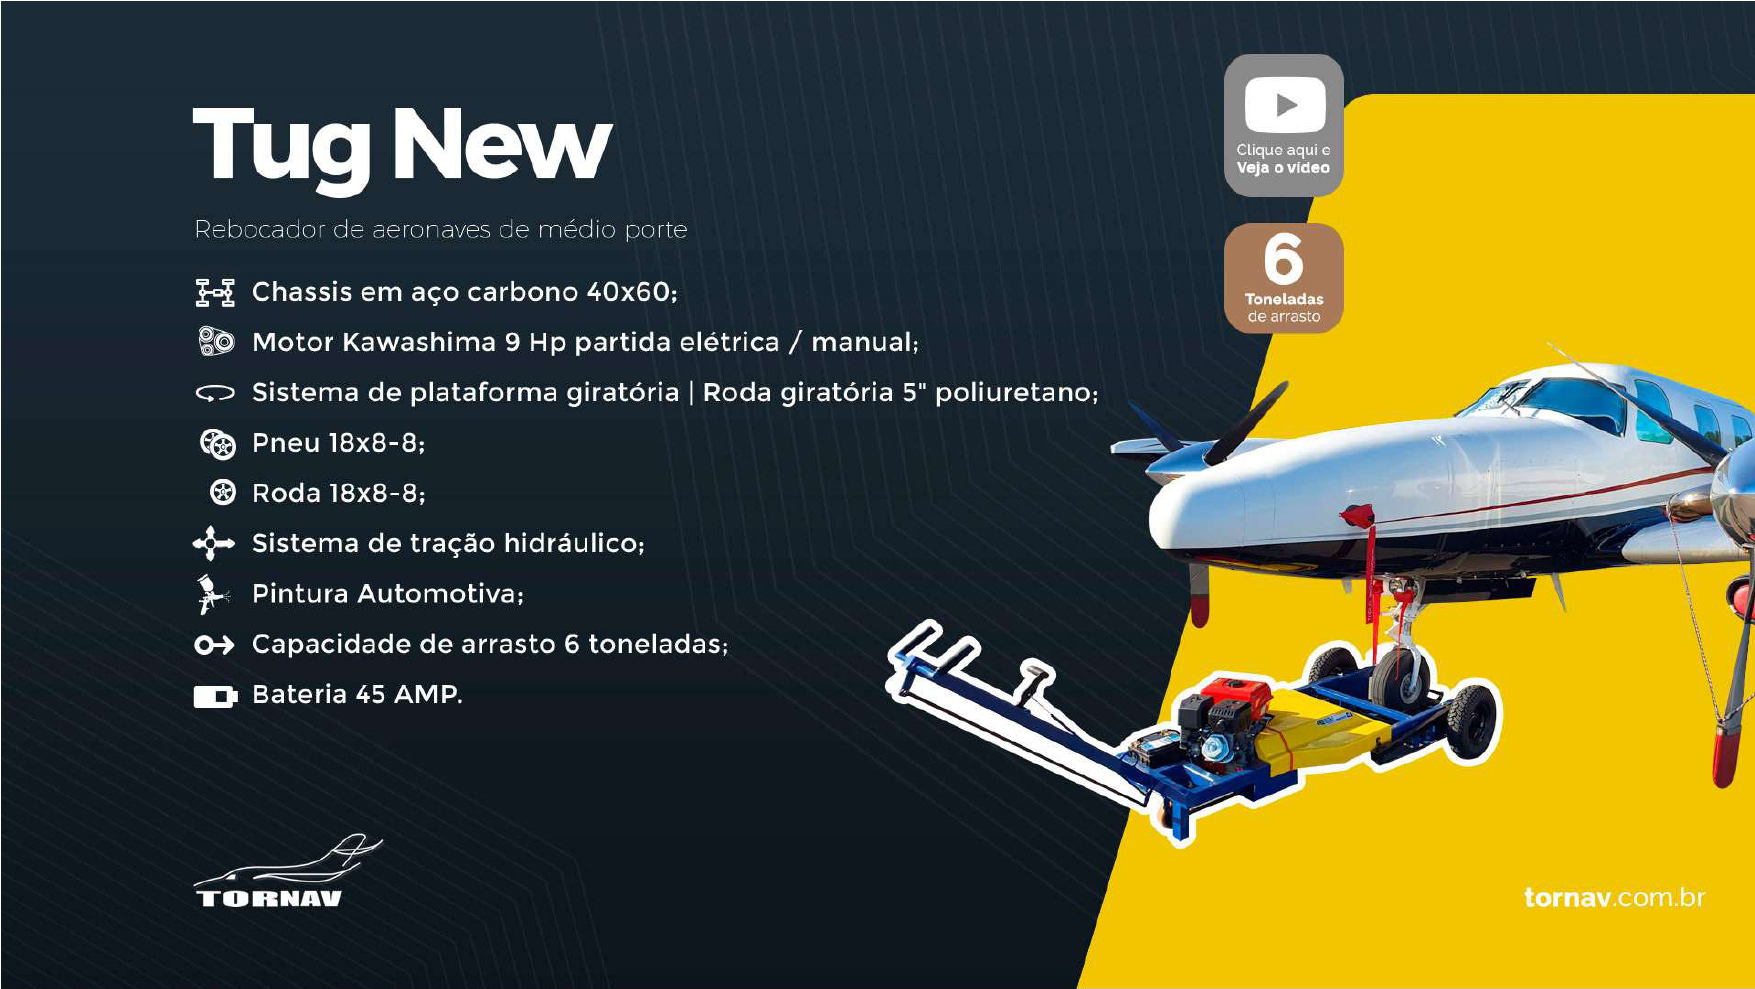 Tug New
Rebocador de aeronaves de médio porte
Chassis em aço carbono 40x60;
Motor Kawashima 9 Hp partida elétrica / manual;
Sistema de plataforma giratória | Roda giratória 5" poliuretano;
Pneu 18x8-8;
Roda 18x8-8;
Sistema de tração hidráulico;
Pintura Automotiva;
Capacidade de arrasto 6 toneladas;
Bateria 45 AMP.
Clique aqui e
Veja o vídeo
6
Toneladas
de arrasto
TORNAV
tornav.com.br